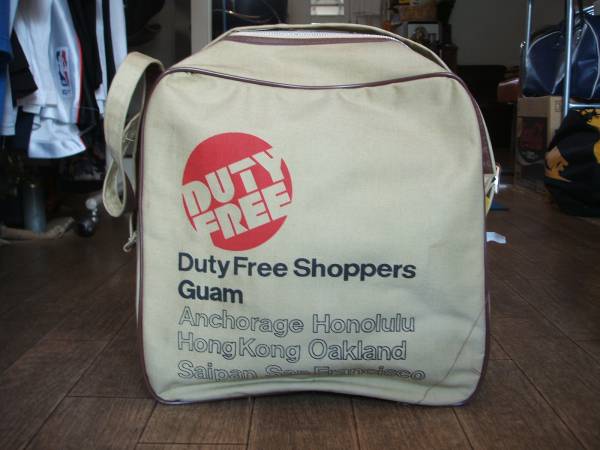 DUTY
FREE
Duty Free Shoppers
Guam
Anchorage Honolulu
HongKong Oakland
Saipan San Francisco